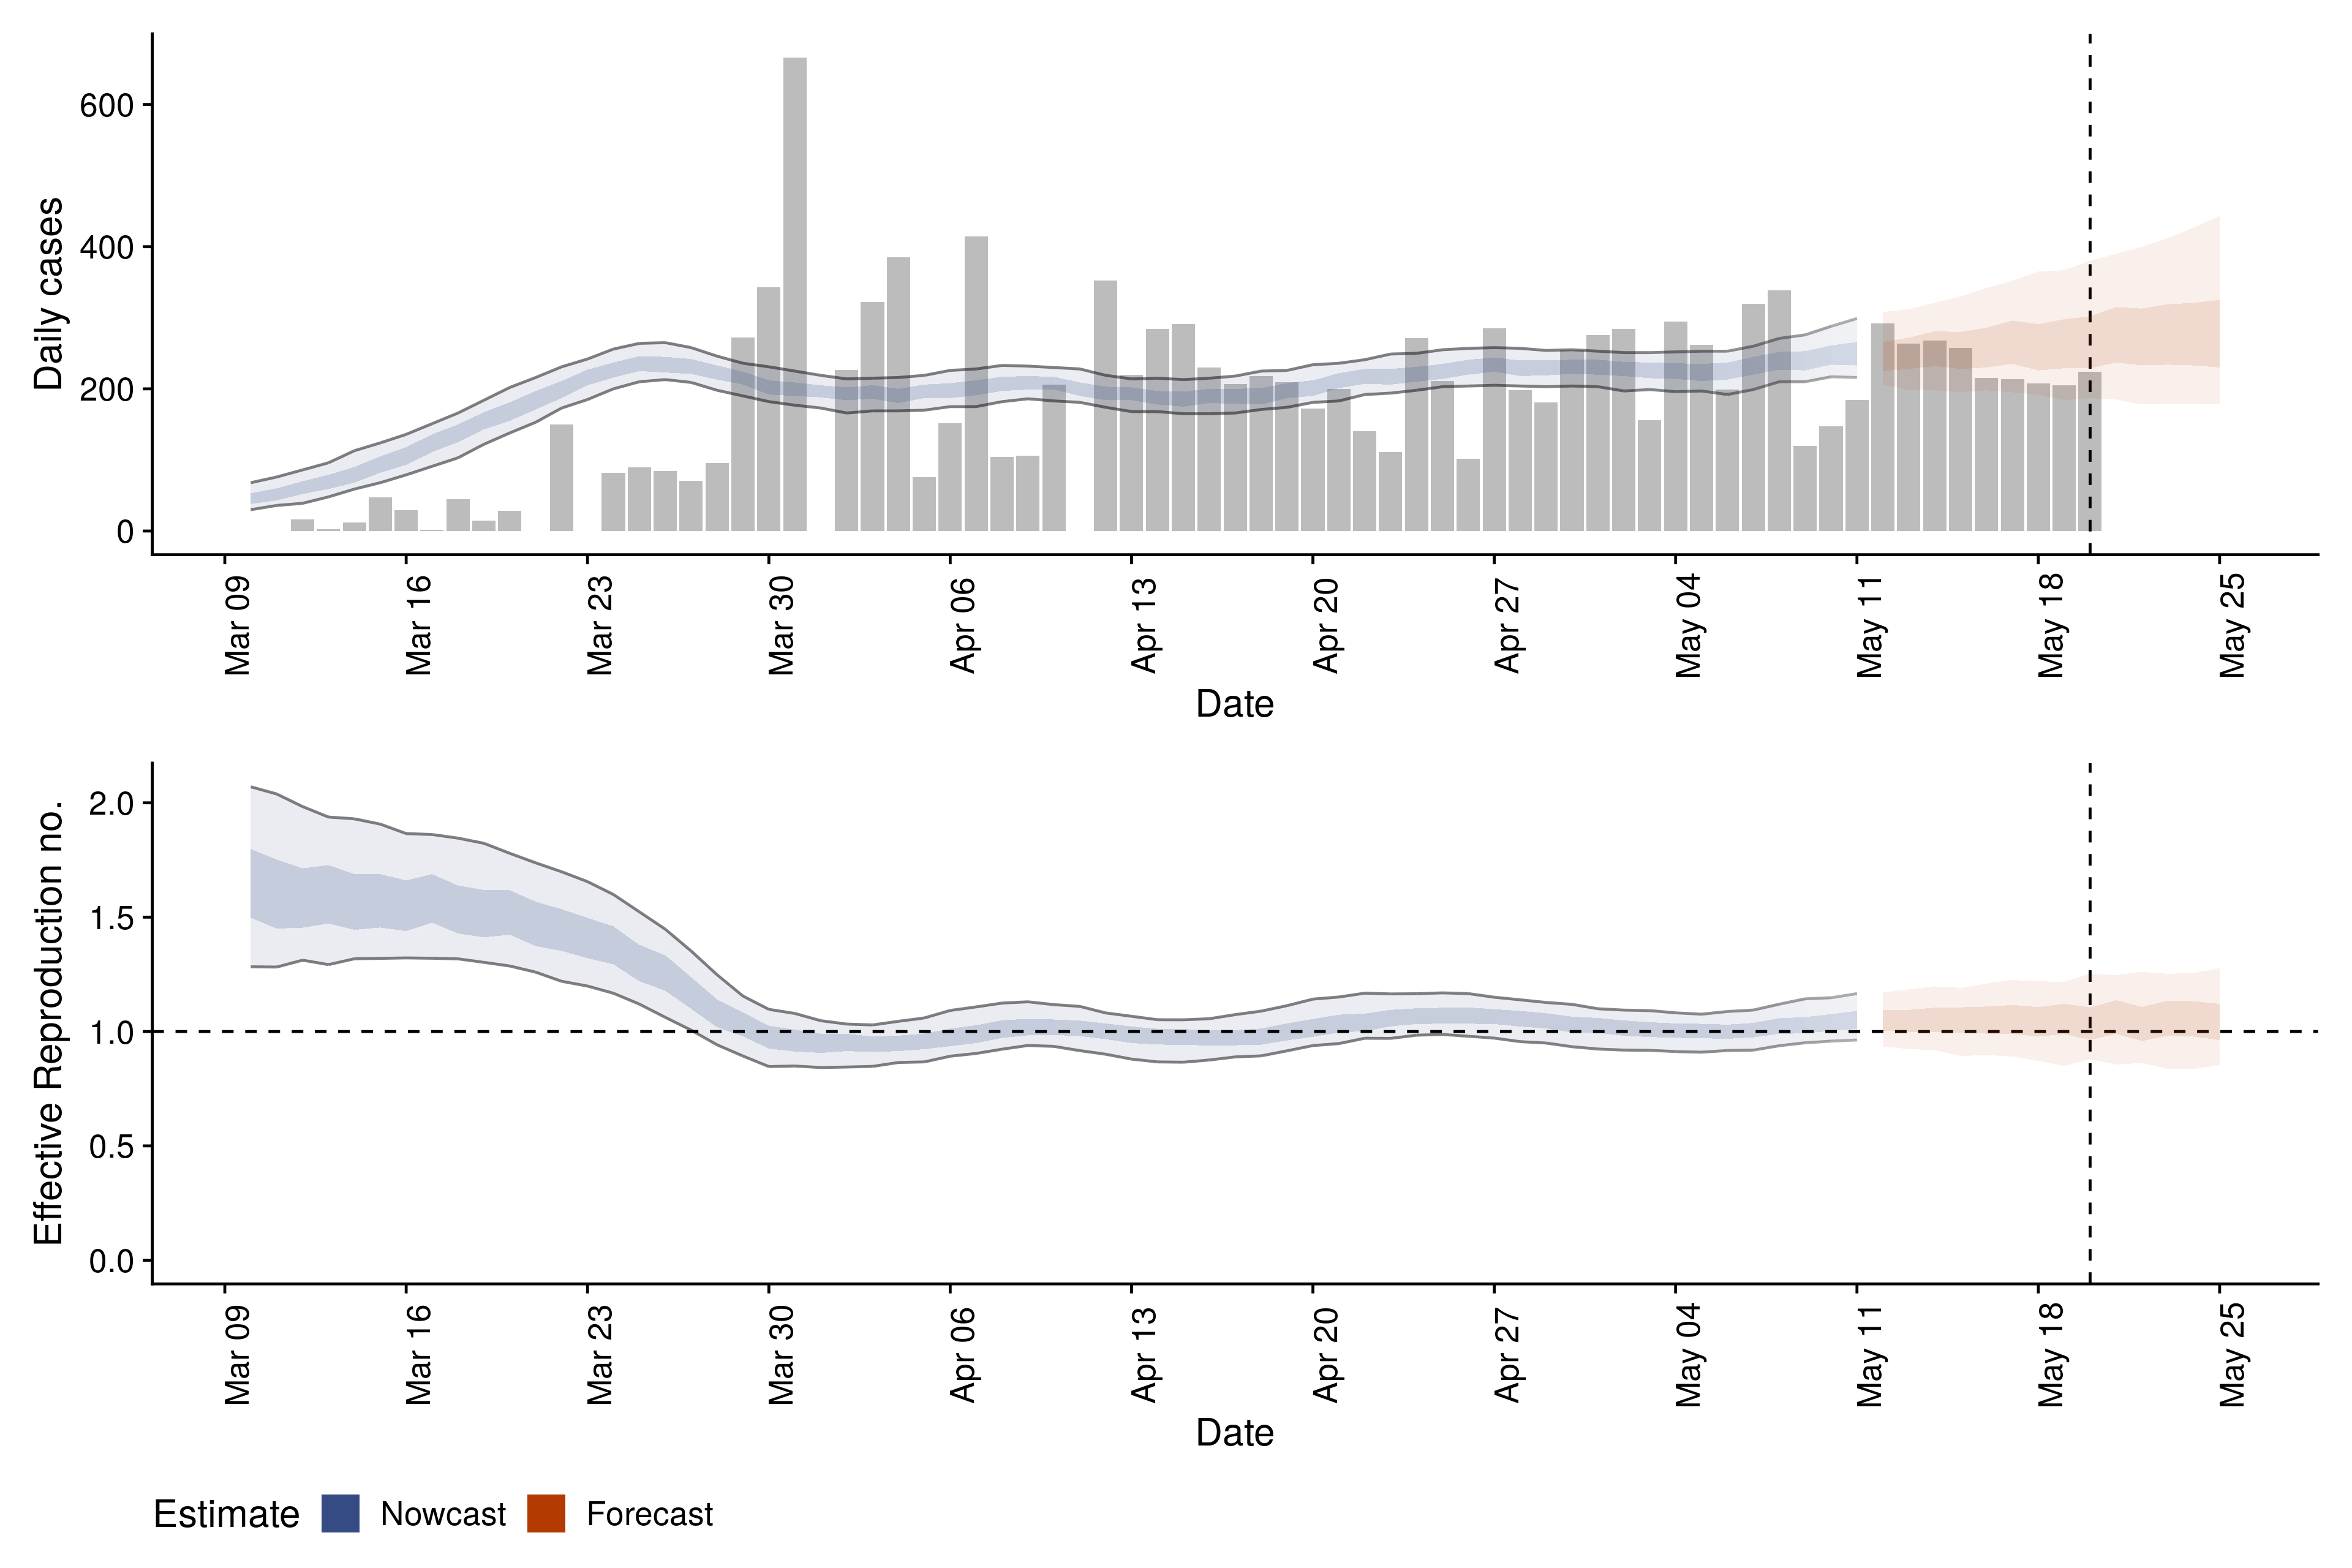 Daily cases
600
400
200
0
Mar 09
Mar 16
Mar 23
Mar 30
Apr 06
Apr 13
Apr 20
Apr 27
May 04
May 11
May 18
May 25
Date
Effective Reproduction no.
2.0
1.5
1.0
0.5
0.0
Mar 09
Mar 16
Mar 23
Mar 30
Apr 06
Apr 13
Apr 20
Apr 27
May 04
May 11
May 18
May 25
Date
Estimate Nowcast Forecast